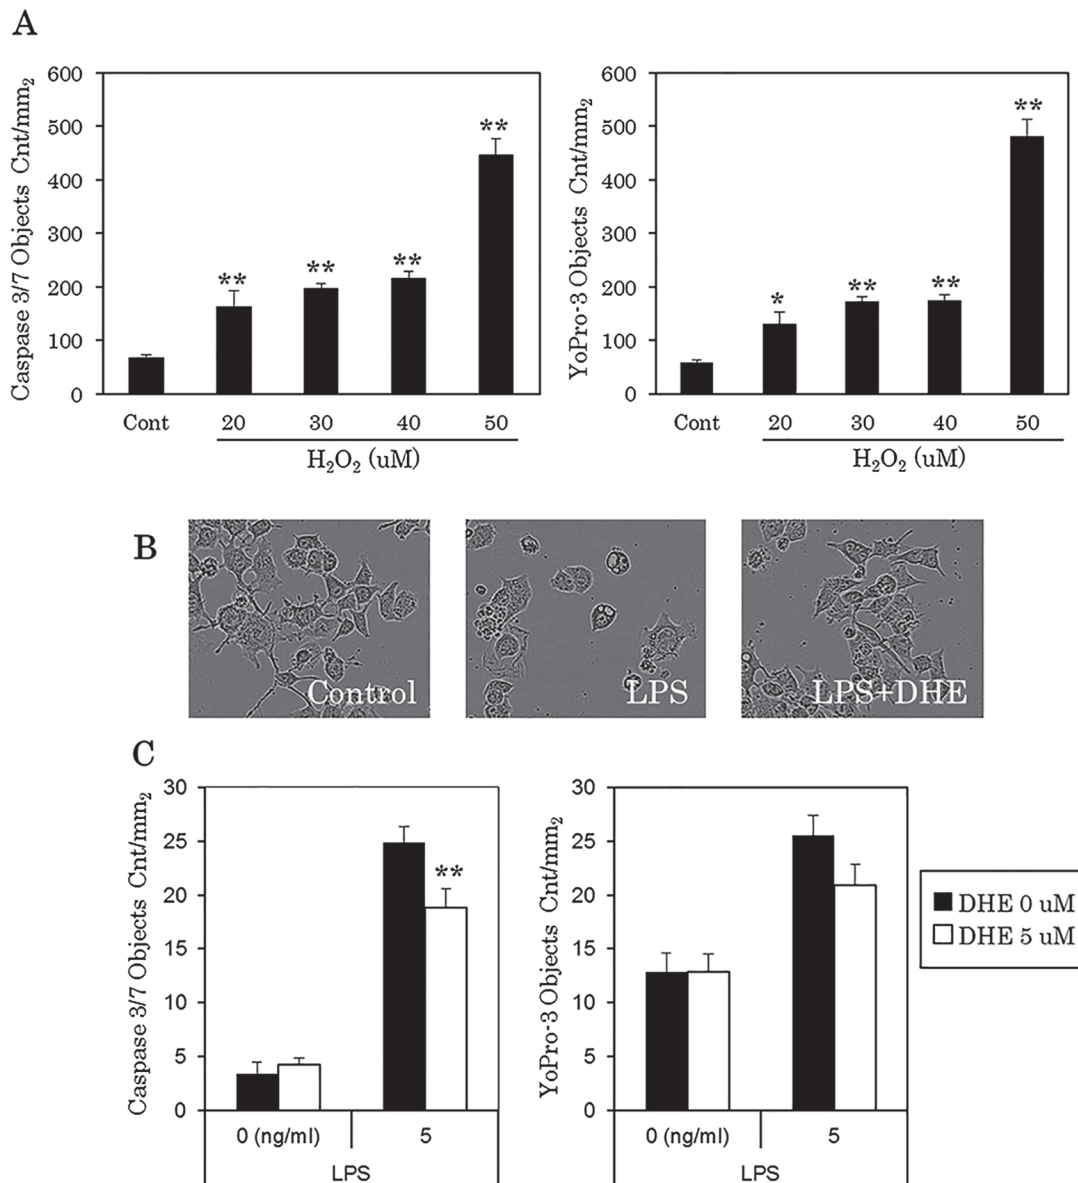 A
Caspase 3/7 Objects Cnt/mm2
600
500
400
300
200
100
0
**
**
**
**
Cont
20
30
40
50
H2O2 (uM)
YoPro-3 Objects Cnt/mm2
600
500
400
300
200
100
0
*
**
**
**
Cont
20
30
40
50
H2O2 (uM)
B
Control
LPS
LPS+DHE
C
Caspase 3/7 Objects Cnt/mm2
30
25
20
15
10
5
0
**
0 (ng/ml)
5
LPS
YoPro-3 Objects Cnt/mm2
30
25
20
15
10
5
0
0 (ng/ml)
5
LPS
DHE 0 uM
DHE 5 uM